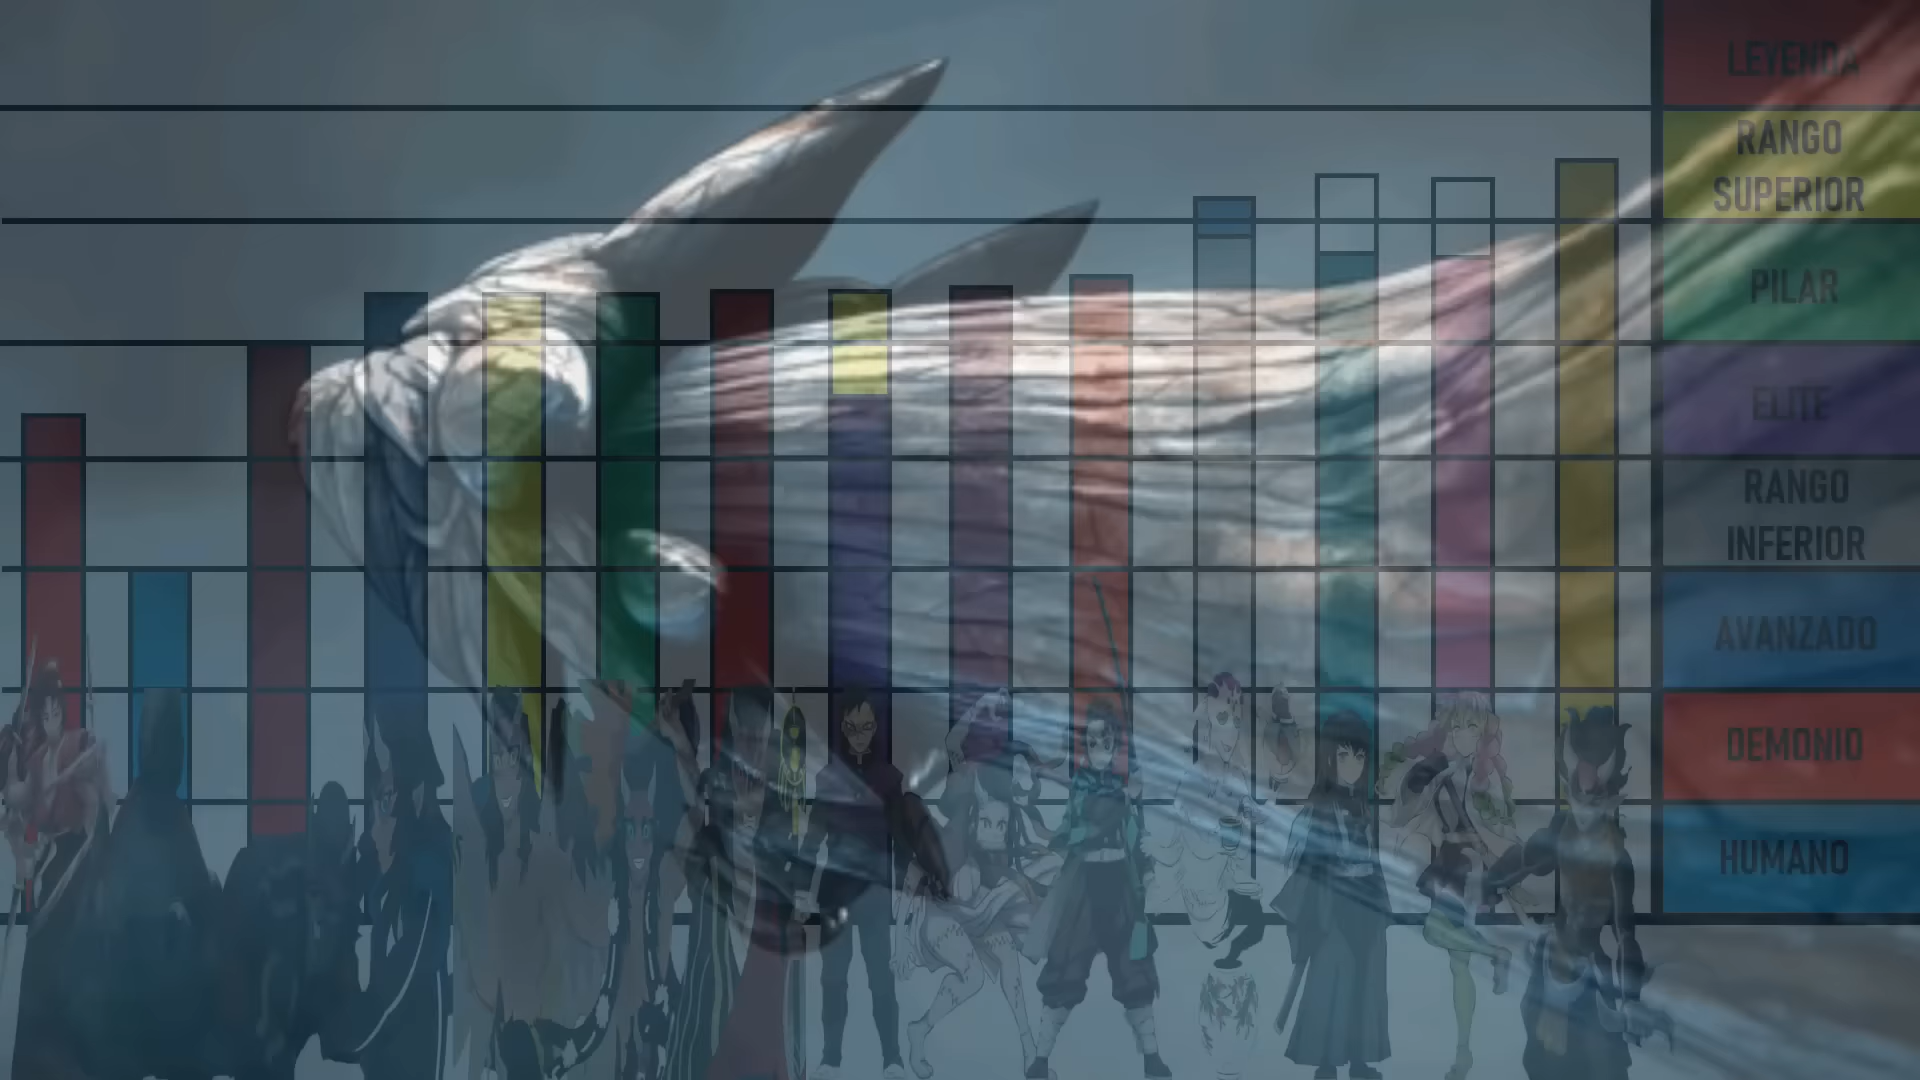 LEYENDA
RANGO
SUPERIOR
PILAR
ELITE
RANGO
INFERIOR
AVANZADO
DEMONIO
HUMANO